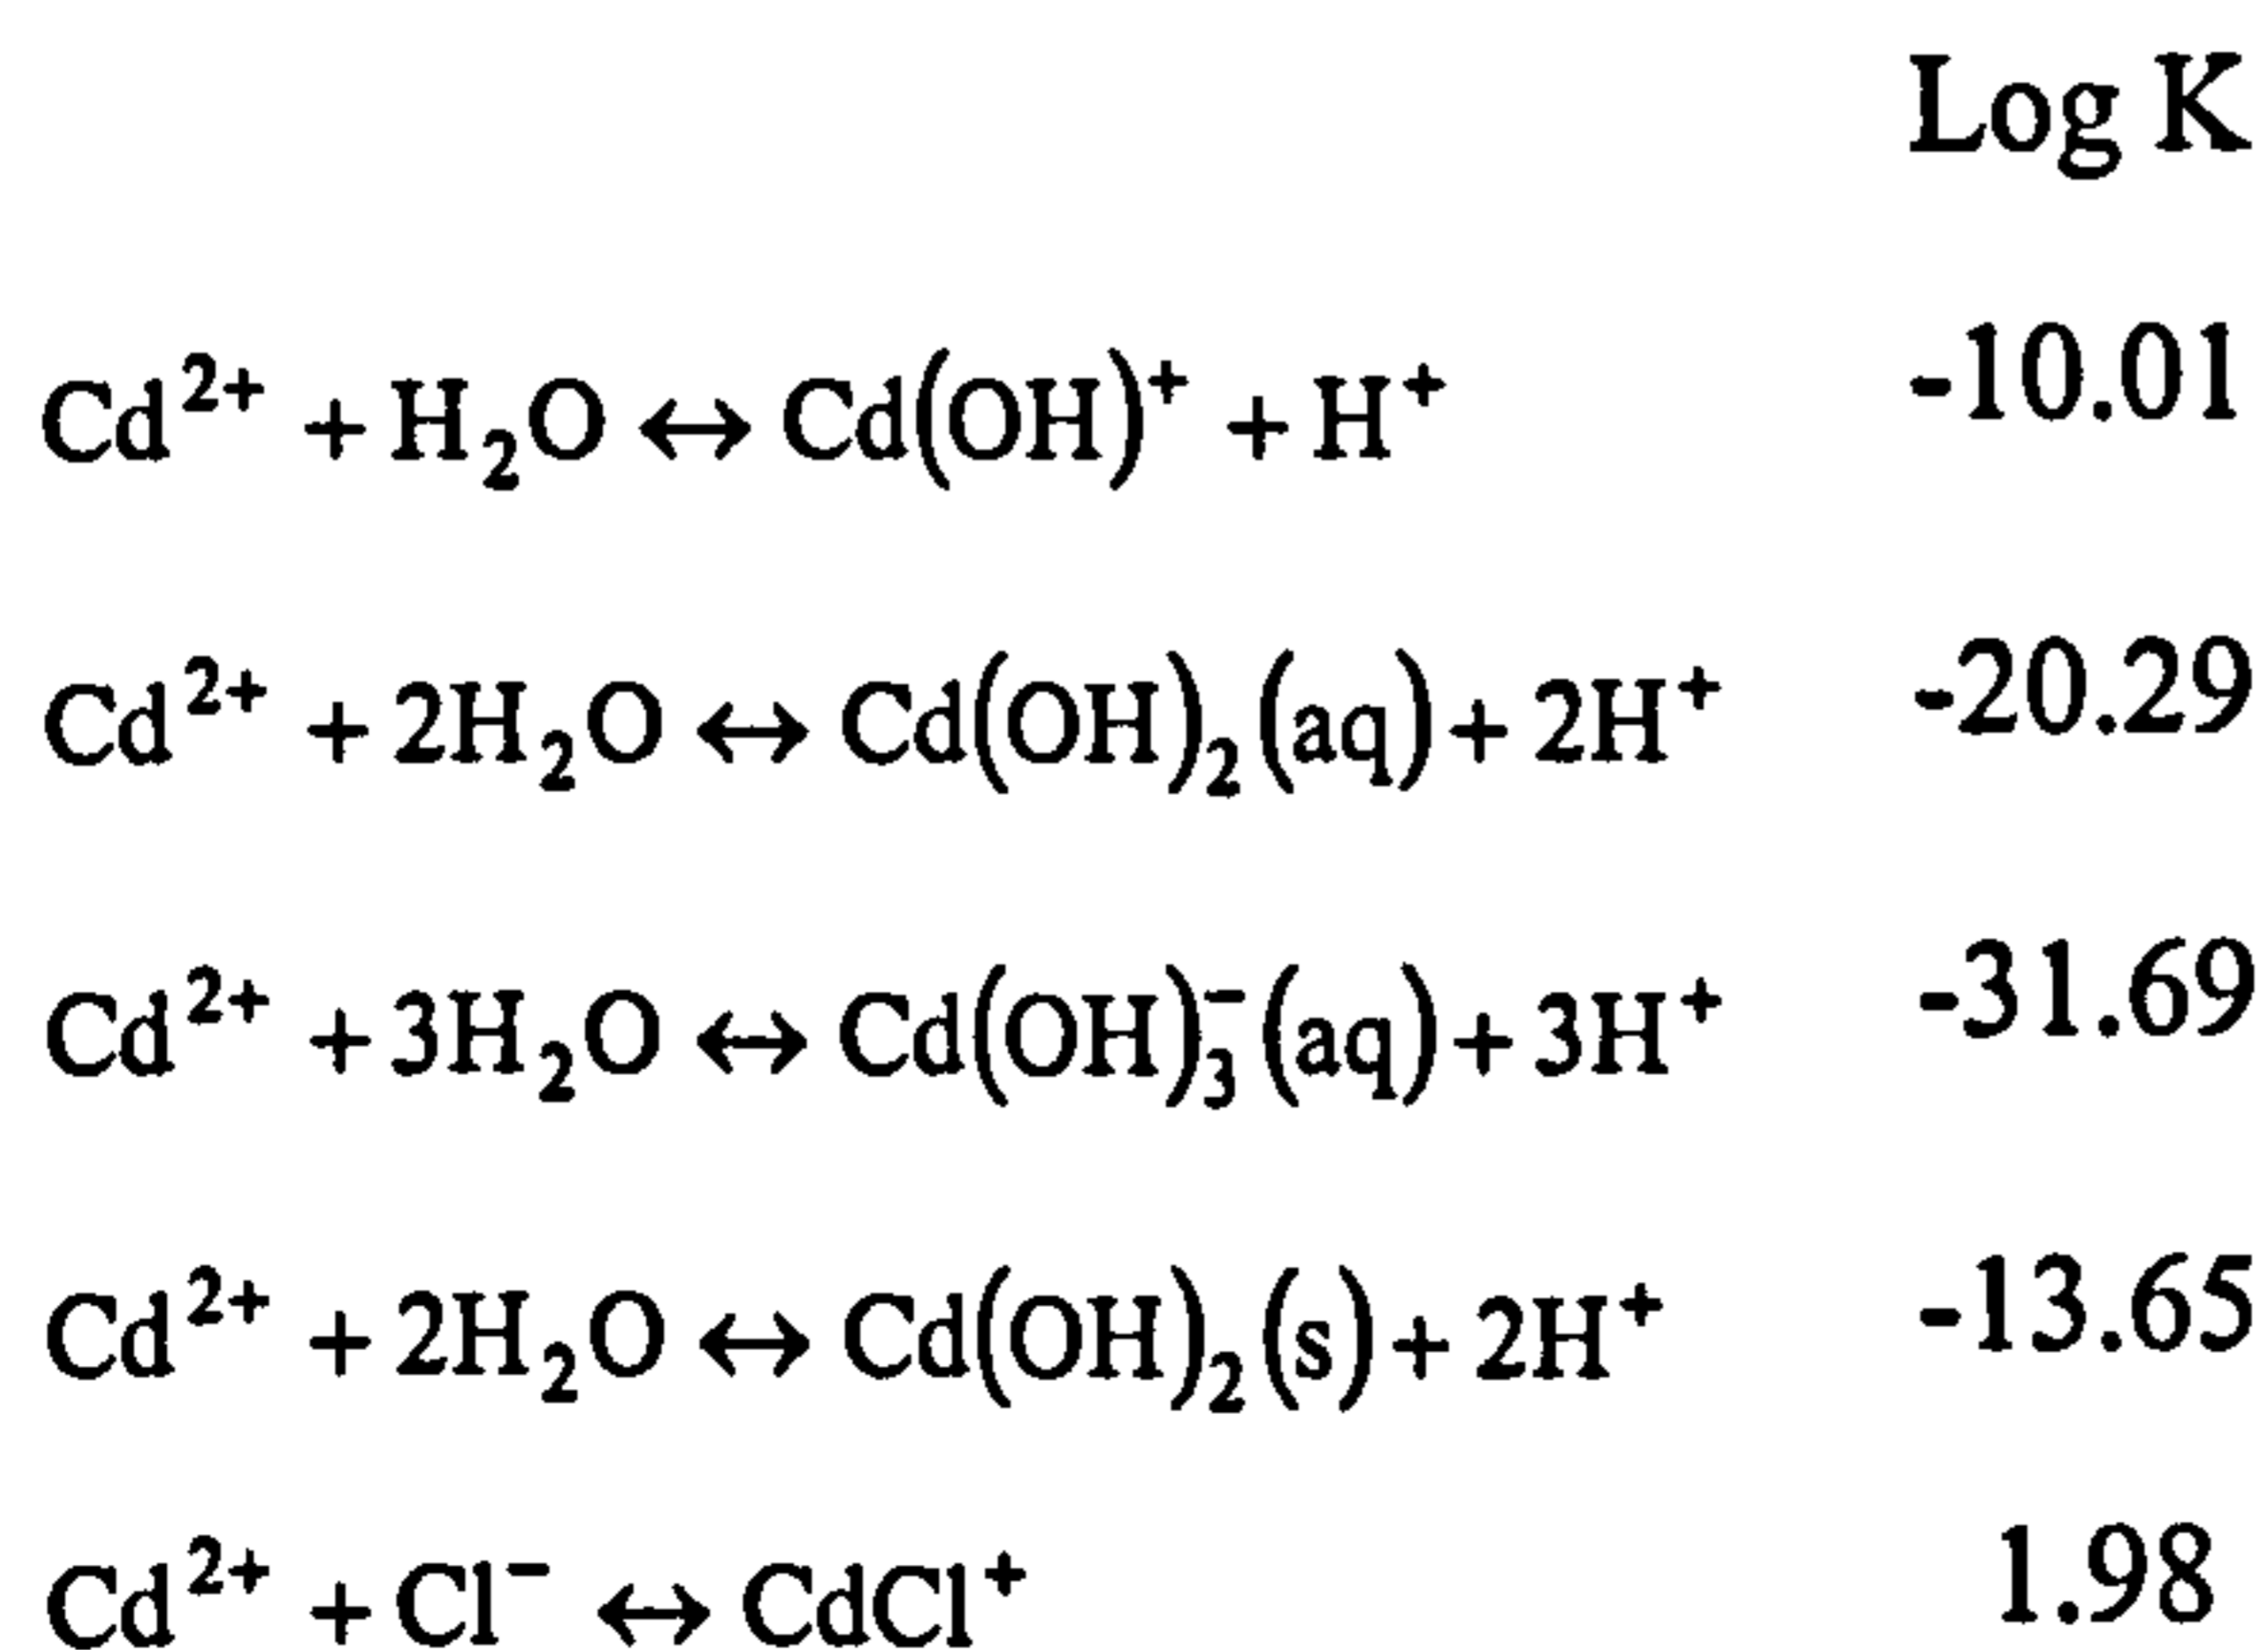 Log K
Cd²⁺ + H₂O ↔ Cd(OH)⁺ + H⁺ -10.01
Cd²⁺ + 2H₂O ↔ Cd(OH)₂(aq) + 2H⁺ -20.29
Cd²⁺ + 3H₂O ↔ Cd(OH)₃⁻(aq) + 3H⁺ -31.69
Cd²⁺ + 2H₂O ↔ Cd(OH)₂(s) + 2H⁺ -13.65
Cd²⁺ + Cl⁻ ↔ CdCl⁺ 1.98